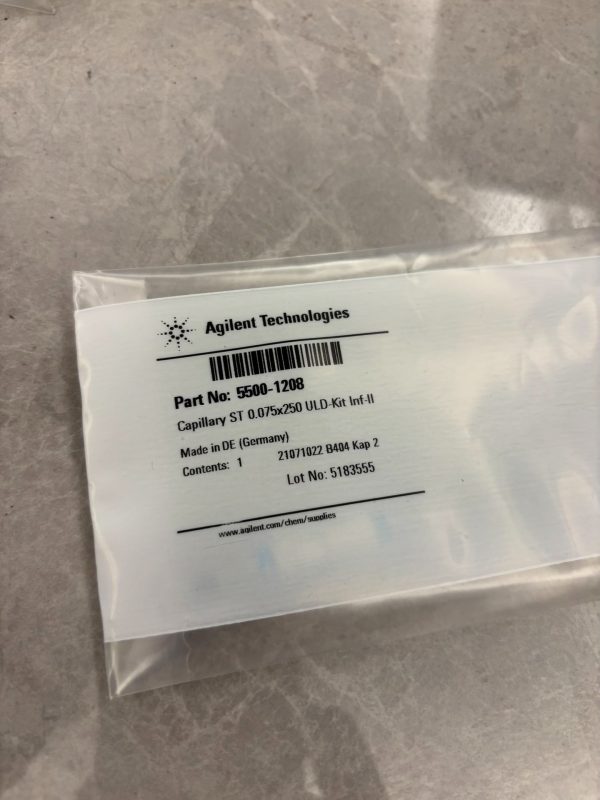 Agilent Technologies
Part No: 5500-1208
Capillary ST 0.075x250 ULD-Kit Inf-II
Made in DE (Germany)
Contents: 1 21071022 B404 Kap 2
Lot No: 5183555
www.agilent.com/chem/supplies